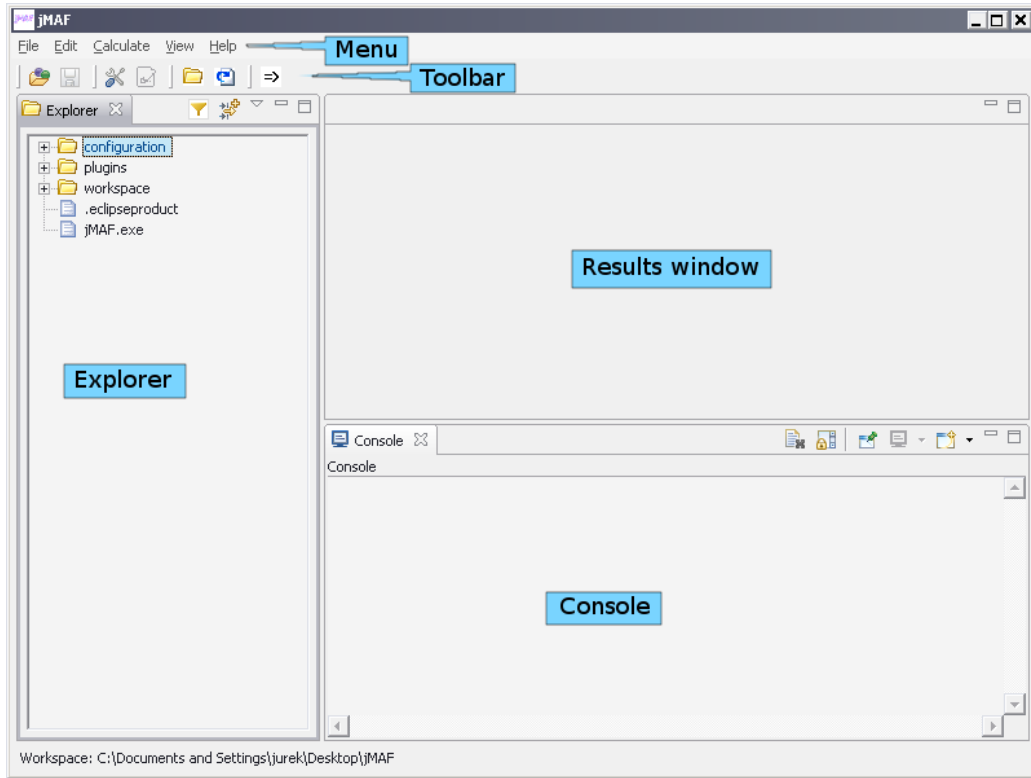 jMAF
File Edit Calculate View Help
Menu
Toolbar
Explorer
configuration
plugins
workspace
.eclipseproduct
jMAF.exe
Explorer
Results window
Console
Console
Console
Workspace: C:\Documents and Settings\jurek\Desktop\jMAF